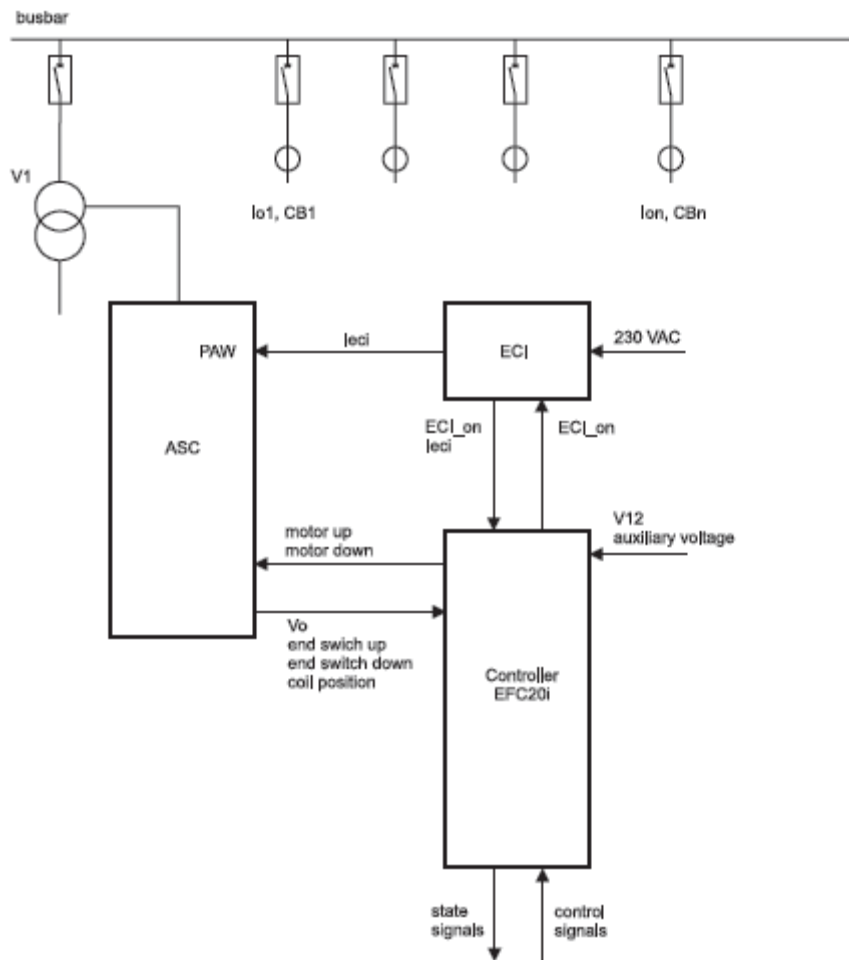 busbar
V1
Io1, CB1
Ion, CBn
PAW
Ieci
ECI
230 VAC
ASC
ECI_on
Ieci
ECI_on
V12
auxiliary voltage
motor up
motor down
Vo
end swich up
end switch down
coil position
Controller
EFC20i
state
signals
control
signals